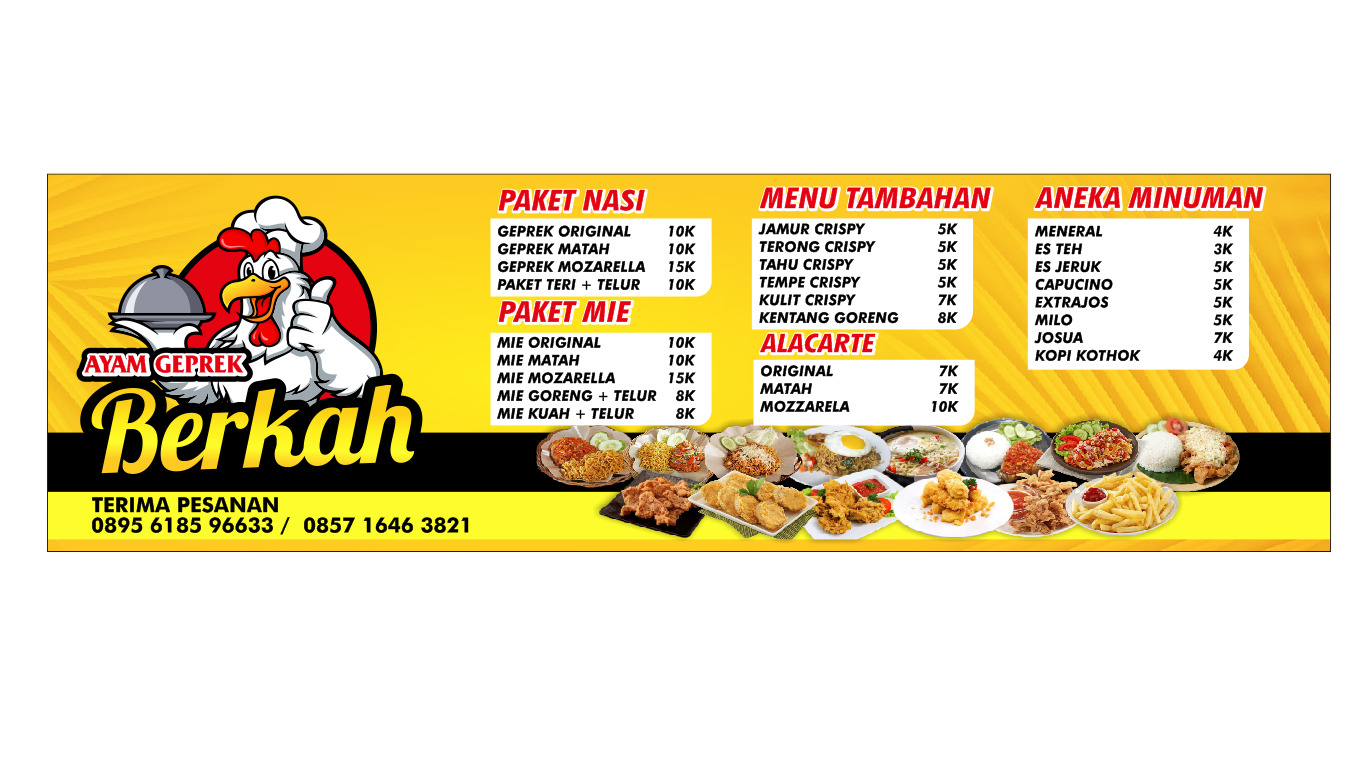 AYAM GEPREK
Berkah
TERIMA PESANAN
0895 6185 96633 / 0857 1646 3821
PAKET NASI
GEPREK ORIGINAL 10K
GEPREK MATAH 10K
GEPREK MOZARELLA 15K
PAKET TERI + TELUR 10K
PAKET MIE
MIE ORIGINAL 10K
MIE MATAH 10K
MIE MOZARELLA 15K
MIE GORENG + TELUR 8K
MIE KUAH + TELUR 8K
MENU TAMBAHAN
JAMUR CRISPY 5K
TERONG CRISPY 5K
TAHU CRISPY 5K
TEMPE CRISPY 5K
KULIT CRISPY 7K
KENTANG GORENG 8K
ALACARTE
ORIGINAL 7K
MATAH 7K
MOZZARELA 10K
ANEKA MINUMAN
MENERAL 4K
ES TEH 3K
ES JERUK 5K
CAPUCINO 5K
EXTRAJOS 5K
MILO 5K
JOSUA 7K
KOPI KOTHOK 4K